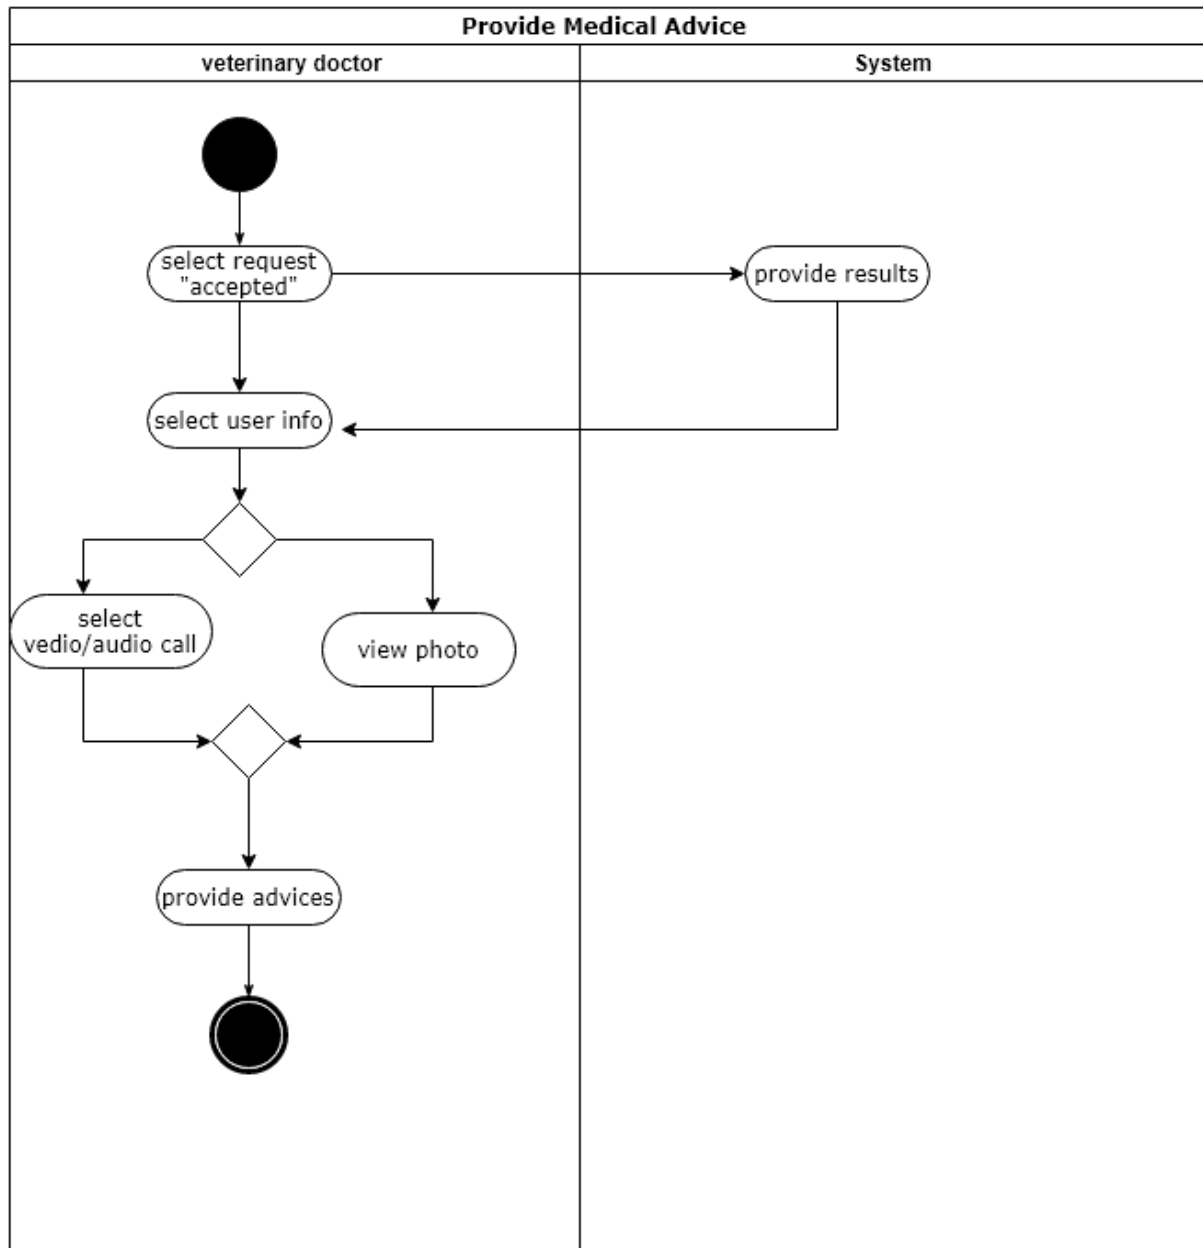 Provide Medical Advice
veterinary doctor
System
select request
"accepted"
provide results
select user info
select
vedio/audio call
view photo
provide advices